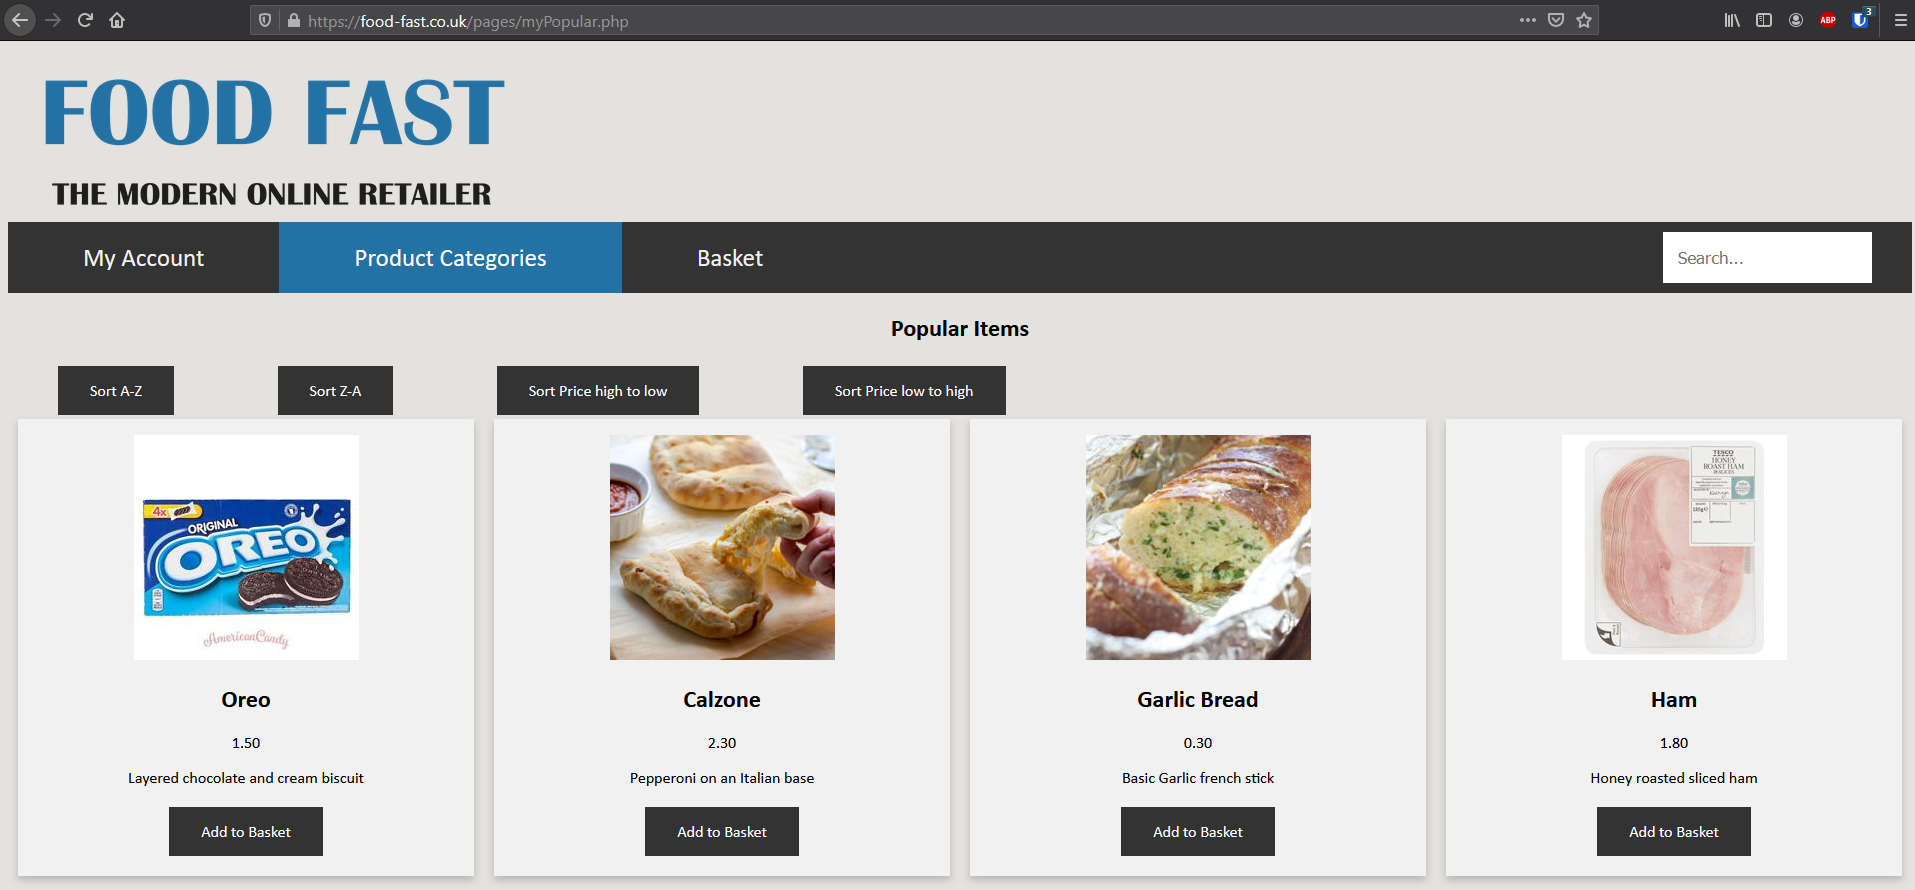 https://food-fast.co.uk/pages/myPopular.php
ABP
3
FOOD FAST
THE MODERN ONLINE RETAILER
My Account
Product Categories
Basket
Search...
Popular Items
Sort A-Z
Sort Z-A
Sort Price high to low
Sort Price low to high
4x
ORIGINAL
OREO
AmericanCandy
TESCO
HONEY
ROAST HAM
125g
Oreo
1.50
Layered chocolate and cream biscuit
Add to Basket
Calzone
2.30
Pepperoni on an Italian base
Add to Basket
Garlic Bread
0.30
Basic Garlic french stick
Add to Basket
Ham
1.80
Honey roasted sliced ham
Add to Basket